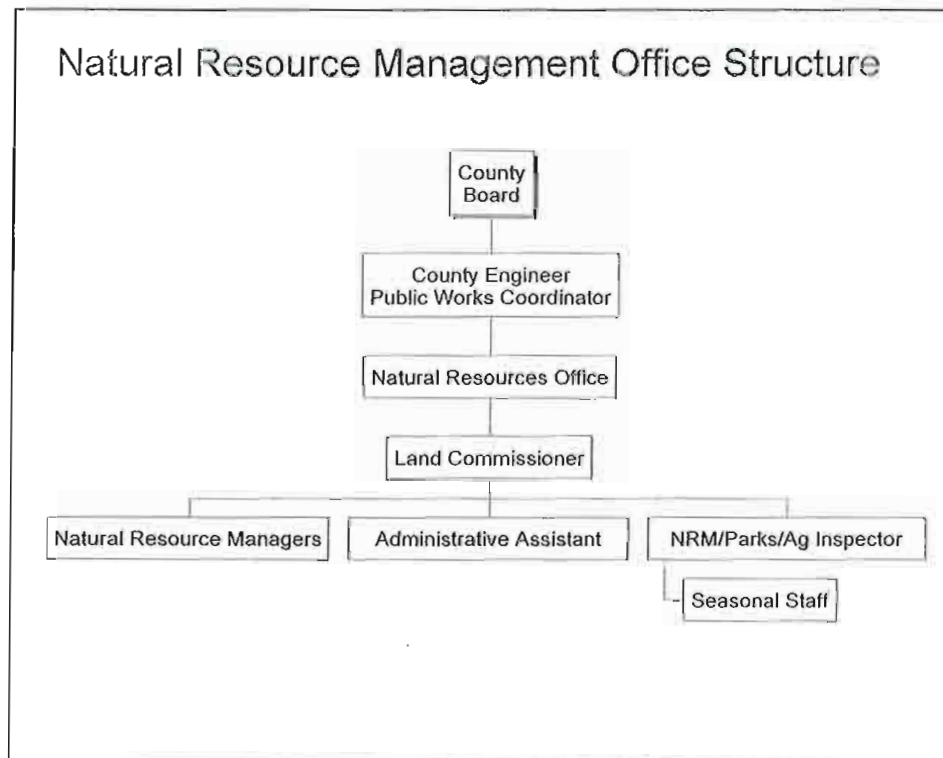 Natural Resource Management Office Structure
County
Board
County Engineer
Public Works Coordinator
Natural Resources Office
Land Commissioner
Natural Resource Managers
Administrative Assistant
NRM/Parks/Ag Inspector
Seasonal Staff